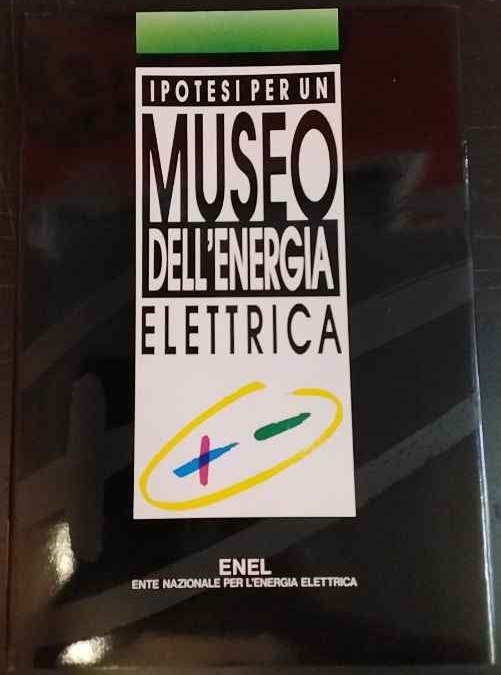 IPOTESI PER UN
MUSEO
DELL'ENERGIA
ELETTRICA
ENEL
ENTE NAZIONALE PER L'ENERGIA ELETTRICA